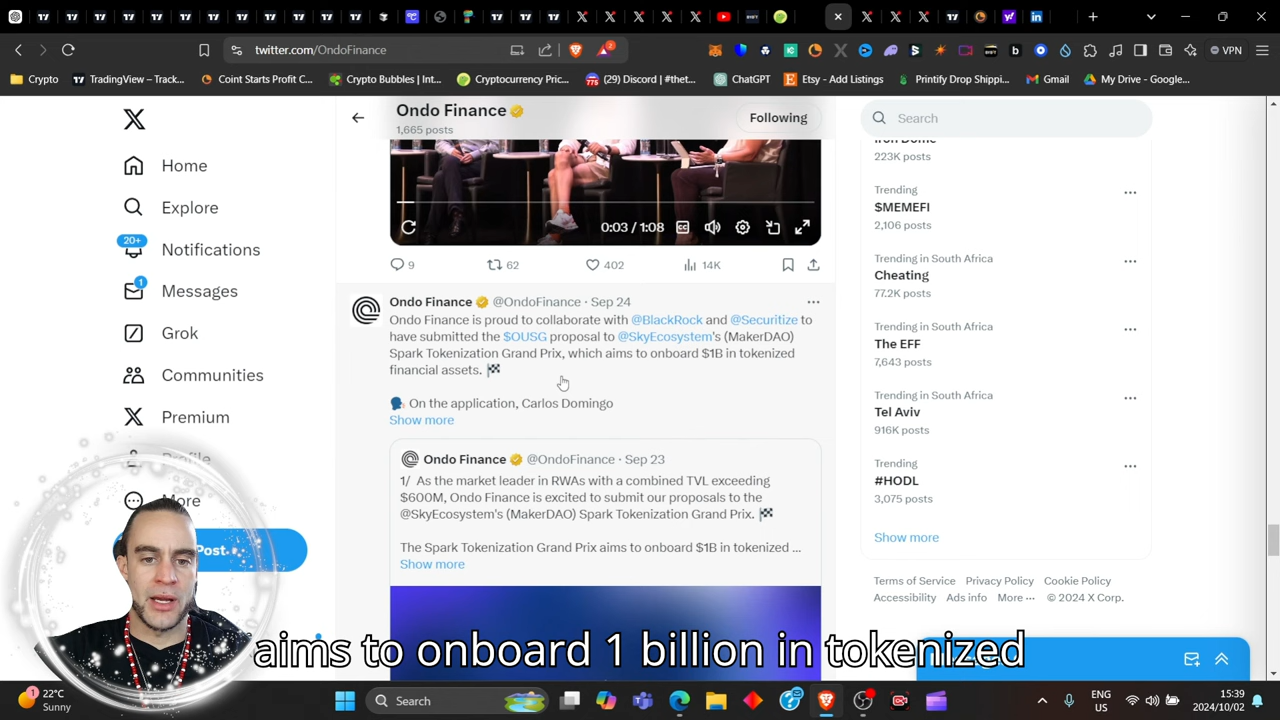 twitter.com/OndoFinance
2
VPN
Crypto
TradingView – Track...
Coint Starts Profit C...
Crypto Bubbles | Int...
Cryptocurrency Pric...
(29) Discord | #thet...
ChatGPT
Etsy - Add Listings
Printify Drop Shippi...
Gmail
My Drive - Google...
Home
Explore
20+
Notifications
1
Messages
Grok
Communities
Premium
Profile
More
Post
Ondo Finance
1,665 posts
Following
0:03 / 1:08
9
62
402
14K
Ondo Finance @OndoFinance · Sep 24
Ondo Finance is proud to collaborate with @BlackRock and @Securitize to
have submitted the $OUSG proposal to @SkyEcosystem's (MakerDAO)
Spark Tokenization Grand Prix, which aims to onboard $1B in tokenized
financial assets.
On the application, Carlos Domingo
Show more
Ondo Finance @OndoFinance · Sep 23
1/ As the market leader in RWAs with a combined TVL exceeding
$600M, Ondo Finance is excited to submit our proposals to the
@SkyEcosystem's (MakerDAO) Spark Tokenization Grand Prix.
The Spark Tokenization Grand Prix aims to onboard $1B in tokenized ...
Show more
Search
Iron Dome
223K posts
Trending
$MEMEFI
2,106 posts
Trending in South Africa
Cheating
77.2K posts
Trending in South Africa
The EFF
7,643 posts
Trending in South Africa
Tel Aviv
916K posts
Trending
#HODL
3,075 posts
Show more
Terms of Service Privacy Policy Cookie Policy
Accessibility Ads info More ··· © 2024 X Corp.
aims to onboard 1 billion in tokenized
22°C
Sunny
Search
ENG
US
15:39
2024/10/02